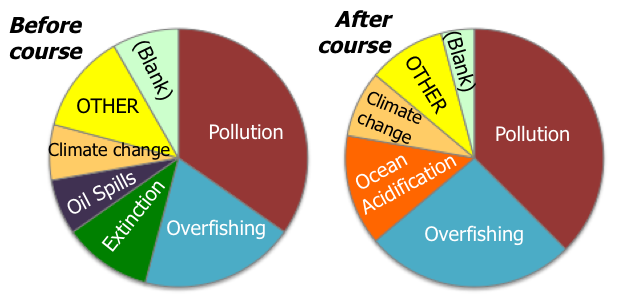 Before
course
(Blank)
OTHER
Pollution
Climate change
Oil Spills
Extinction
Overfishing
After
course
(Blank)
OTHER
Climate
change
Pollution
Ocean
Acidification
Overfishing